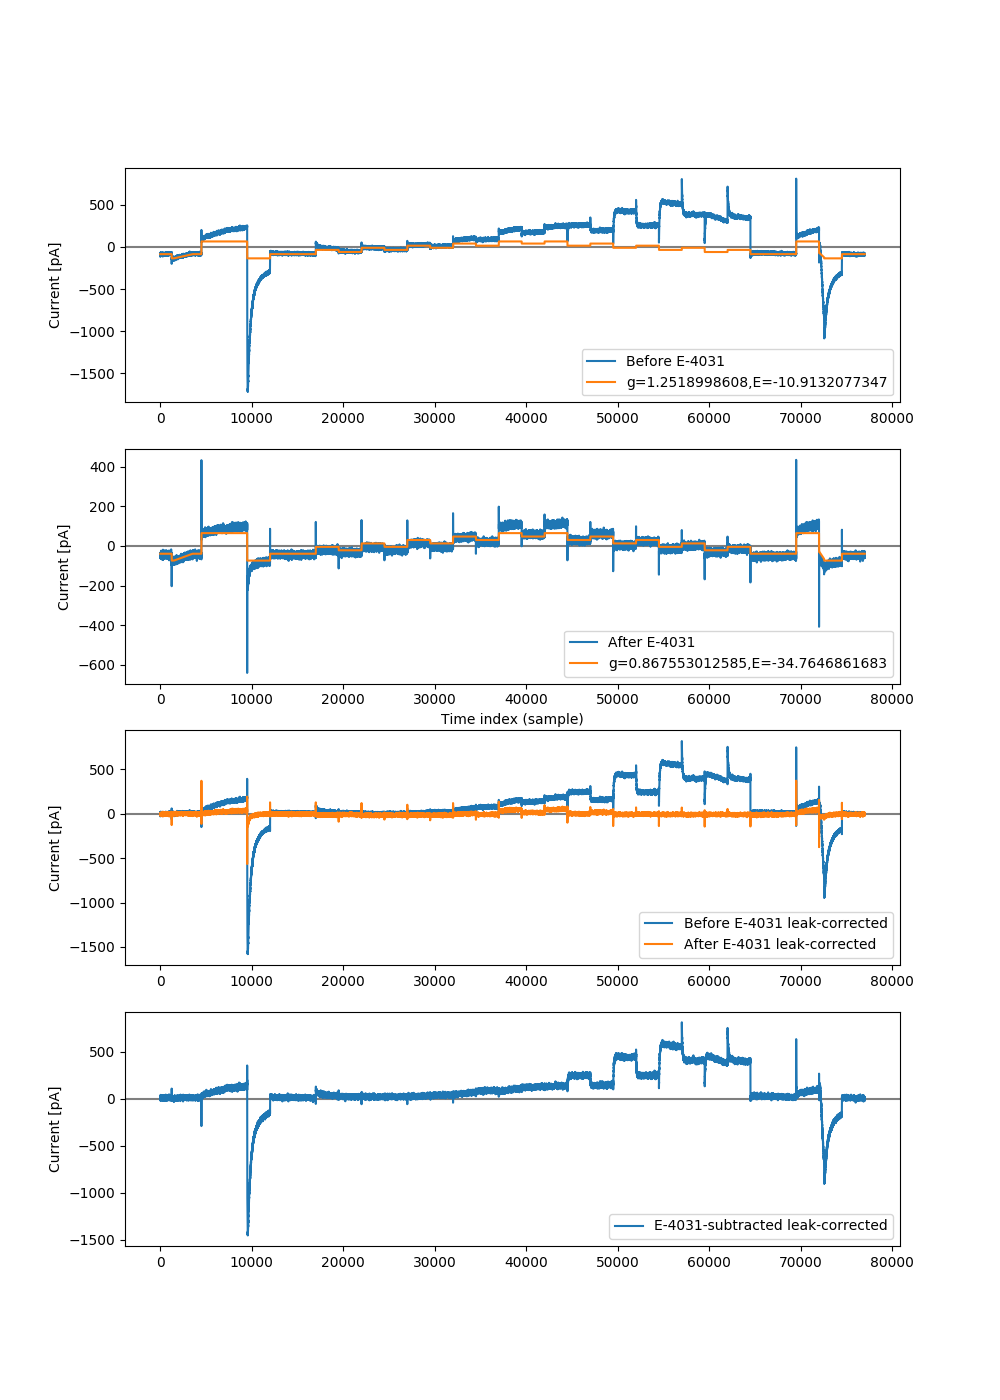 500
0
−500
−1000
−1500
Current [pA]
Before E-4031
g=1.2518998608,E=-10.9132077347
0 10000 20000 30000 40000 50000 60000 70000 80000
400
200
0
−200
−400
−600
Current [pA]
After E-4031
g=0.867553012585,E=-34.7646861683
0 10000 20000 30000 40000 50000 60000 70000 80000
Time index (sample)
500
0
−500
−1000
−1500
Current [pA]
Before E-4031 leak-corrected
After E-4031 leak-corrected
0 10000 20000 30000 40000 50000 60000 70000 80000
500
0
−500
−1000
−1500
Current [pA]
E-4031-subtracted leak-corrected
0 10000 20000 30000 40000 50000 60000 70000 80000